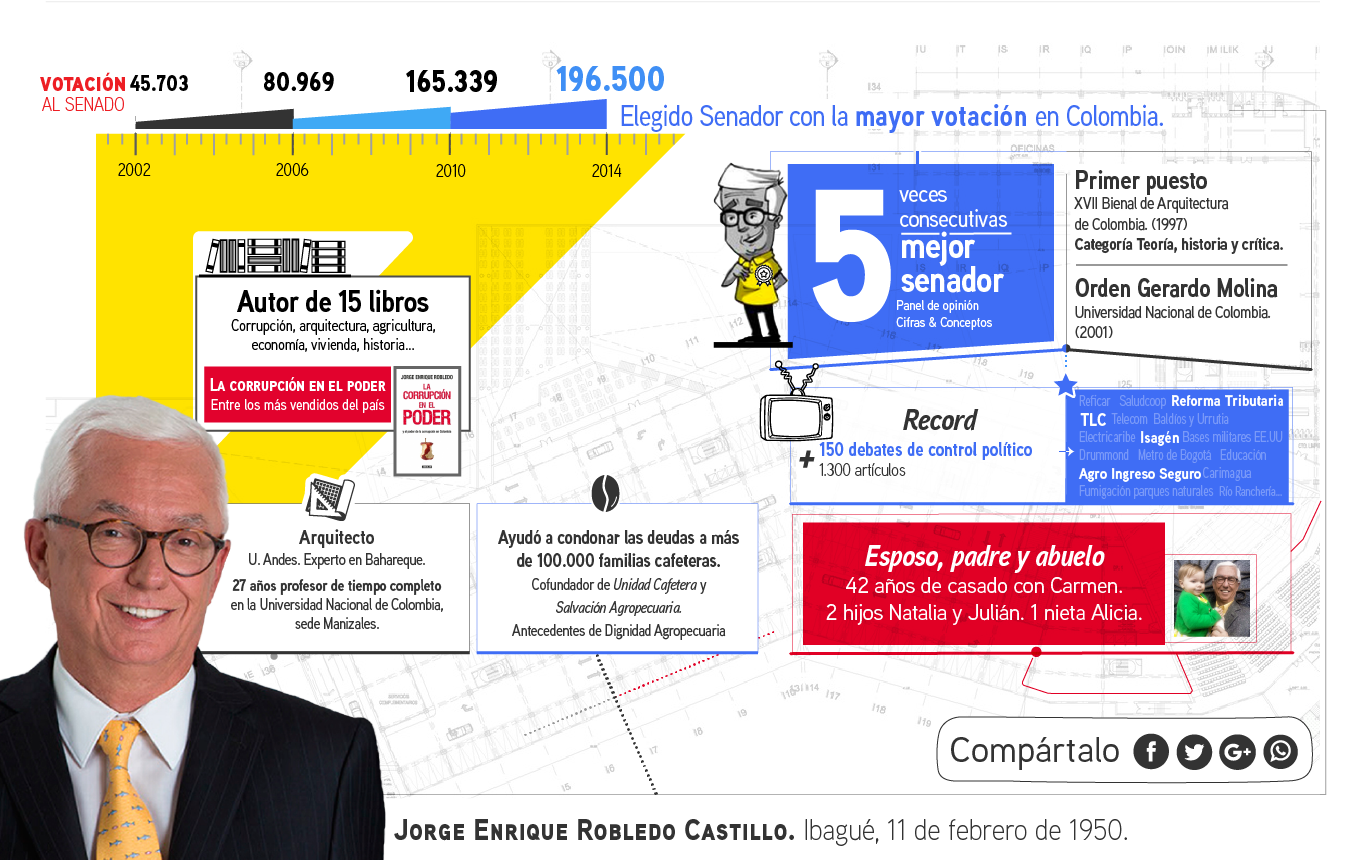 VOTACIÓN 45.703 80.969 165.339 196.500
AL SENADO
Elegido Senador con la mayor votación en Colombia.
2002 2006 2010 2014
5
veces
consecutivas
mejor
senador
Panel de opinión
Cifras & Conceptos
Primer puesto
XVII Bienal de Arquitectura
de Colombia. (1997)
Categoría Teoría, historia y crítica.
Orden Gerardo Molina
Universidad Nacional de Colombia.
(2001)
Autor de 15 libros
Corrupción, arquitectura, agricultura,
economía, vivienda, historia...
LA CORRUPCIÓN EN EL PODER
Entre los más vendidos del país
JORGE ENRIQUE ROBLEDO
LA
CORRUPCIÓN
EN EL
PODER
Record
+ 150 debates de control político
1.300 artículos
Reficar Saludcoop Reforma Tributaria
TLC Telecom Baldíos y Urrutia
Electricaribe Isagén Bases militares EE.UU
Drummond Metro de Bogotá Educación
Agro Ingreso Seguro Carimagua
Fumigación parques naturales Río Ranchería...
Arquitecto
U. Andes. Experto en Bahareque.
27 años profesor de tiempo completo
en la Universidad Nacional de Colombia,
sede Manizales.
Ayudó a condonar las deudas a más
de 100.000 familias cafeteras.
Cofundador de Unidad Cafetera y
Salvación Agropecuaria.
Antecedentes de Dignidad Agropecuaria
Esposo, padre y abuelo
42 años de casado con Carmen.
2 hijos Natalia y Julián. 1 nieta Alicia.
Compártalo
JORGE ENRIQUE ROBLEDO CASTILLO. Ibagué, 11 de febrero de 1950.
OFICINAS
SERVICIOS
COMPLEMENTARIOS